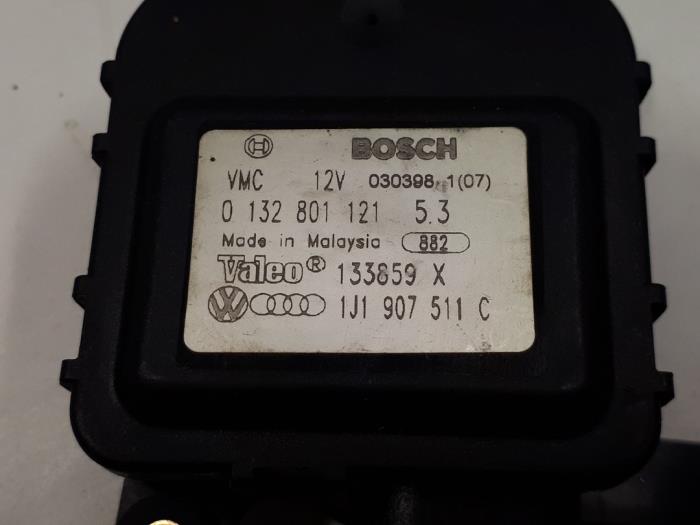 BOSCH
VMC 12V 030398 1(07)
0 132 801 121 5.3
Made in Malaysia 882
Valeo® 133859 X
VW 1J1 907 511 C